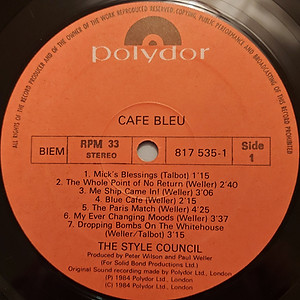 ALL RIGHTS OF THE RECORD PRODUCER AND OF THE OWNER OF THE WORK REPRODUCED RESERVED. COPYING, PUBLIC PERFORMANCE AND BROADCASTING OF THIS RECORD PROHIBITED
polydor
CAFE BLEU
BIEM RPM 33 STEREO 817 535-1 Side 1
1. Mick's Blessings (Talbot) 1'15
2. The Whole Point of No Return (Weller) 2'40
3. Me Ship Came In! (Weller) 3'06
4. Blue Cafe (Weller) 2'15
5. The Paris Match (Weller) 4'25
6. My Ever Changing Moods (Weller) 3'37
7. Dropping Bombs On The Whitehouse
(Weller/Talbot) 3'15
THE STYLE COUNCIL
Produced by Peter Wilson and Paul Weller
(For Solid Bond Productions Ltd.)
Original Sound recording made by Polydor Ltd., London
Ⓟ 1984 Polydor Ltd., London
© 1984 Polydor Ltd., London